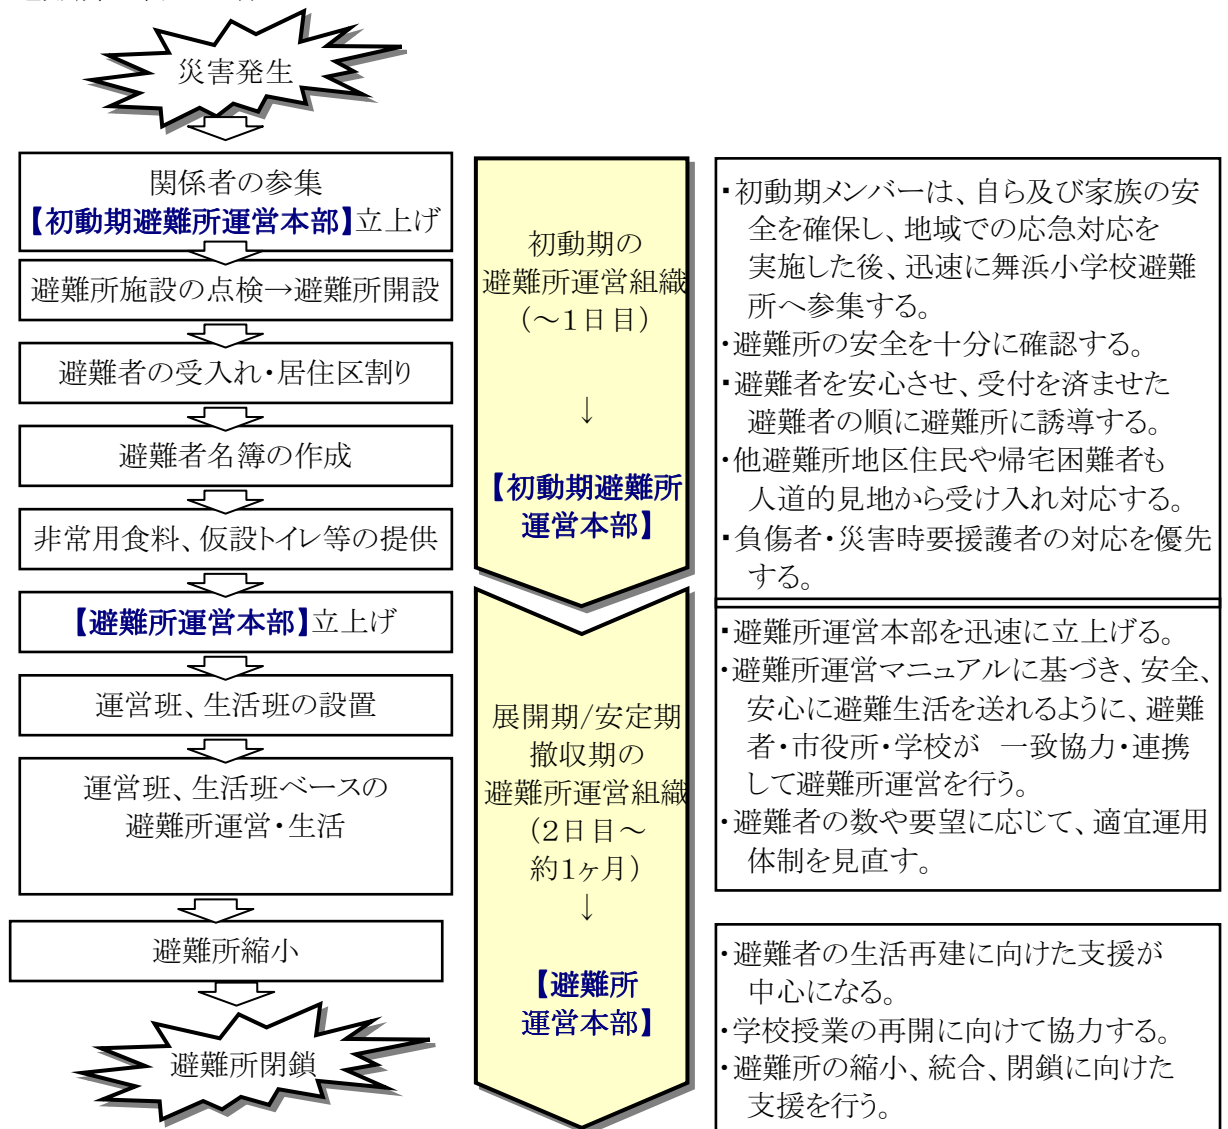 災害発生
関係者の参集
【初動期避難所運営本部】立上げ
避難所施設の点検→避難所開設
避難者の受入れ・居住区割り
避難者名簿の作成
非常用食料、仮設トイレ等の提供
【避難所運営本部】立上げ
運営班、生活班の設置
運営班、生活班ベースの
避難所運営・生活
避難所縮小
避難所閉鎖
初動期の
避難所運営組織
(～1日目)
↓
【初動期避難所
運営本部】
展開期/安定期
撤収期の
避難所運営組織
(2日目～
約1ヶ月)
↓
【避難所
運営本部】
・初動期メンバーは、自ら及び家族の安
全を確保し、地域での応急対応を
実施した後、迅速に舞浜小学校避難
所へ参集する。
・避難所の安全を十分に確認する。
・避難者を安心させ、受付を済ませた
避難者の順に避難所に誘導する。
・他避難所地区住民や帰宅困難者も
人道的見地から受け入れ対応する。
・負傷者・災害時要援護者の対応を優先
する。
・避難所運営本部を迅速に立上げる。
・避難所運営マニュアルに基づき、安全、
安心に避難生活を送れるように、避難
者・市役所・学校が 一致協力・連携
して避難所運営を行う。
・避難者の数や要望に応じて、適宜運用
体制を見直す。
・避難者の生活再建に向けた支援が
中心になる。
・学校授業の再開に向けて協力する。
・避難所の縮小、統合、閉鎖に向けた
支援を行う。